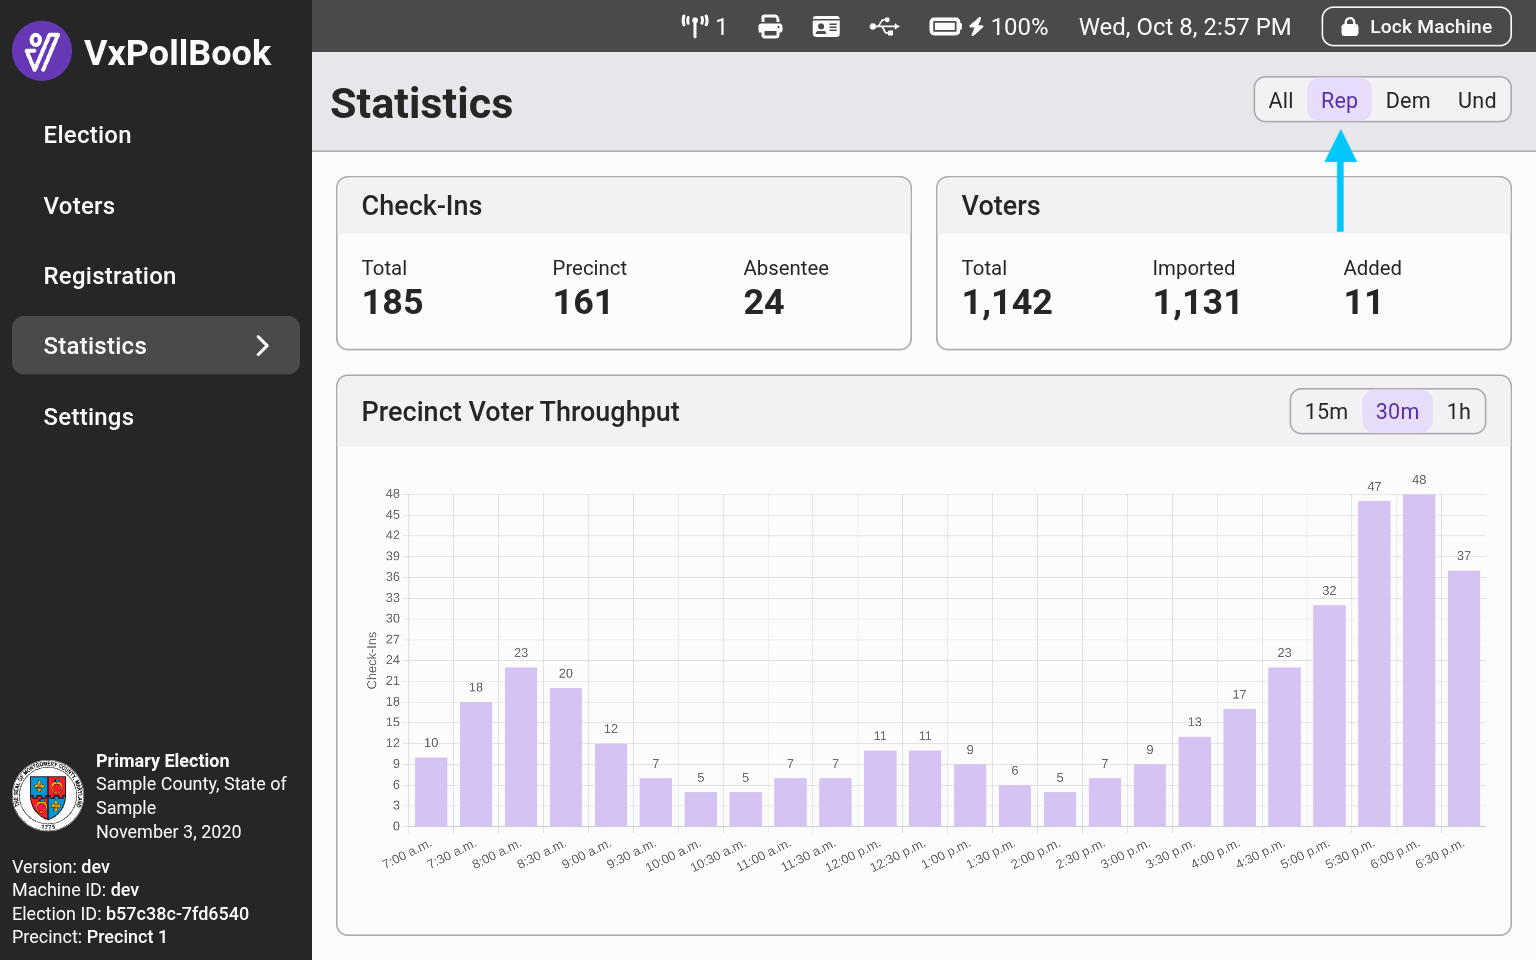 VxPollBook
Election
Voters
Registration
Statistics
Settings
Primary Election
Sample County, State of
Sample
November 3, 2020
Version: dev
Machine ID: dev
Election ID: b57c38c-7fd6540
Precinct: Precinct 1
1 100% Wed, Oct 8, 2:57 PM Lock Machine
Statistics
All Rep Dem Und
Check-Ins
Total Precinct Absentee
185 161 24
Voters
Total Imported Added
1,142 1,131 11
Precinct Voter Throughput
15m 30m 1h
Check-Ins
48
45
42
39
36
33
30
27
24
21
18
15
12
9
6
3
0
10 18 23 20 12 7 5 5 7 7 11 11 9 6 5 7 9 13 17 23 32 47 48 37
7:00 a.m. 7:30 a.m. 8:00 a.m. 8:30 a.m. 9:00 a.m. 9:30 a.m. 10:00 a.m. 10:30 a.m. 11:00 a.m. 11:30 a.m. 12:00 p.m. 12:30 p.m. 1:00 p.m. 1:30 p.m. 2:00 p.m. 2:30 p.m. 3:00 p.m. 3:30 p.m. 4:00 p.m. 4:30 p.m. 5:00 p.m. 5:30 p.m. 6:00 p.m. 6:30 p.m.